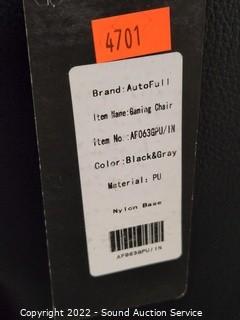 4701
Brand:AutoFull
Item Name:Gaming Chair
Item No.:AF063GPU/IN
Color:Black&Gray
Material: PU
Nylon Base
AF063GPU/IN
Copyright 2022 - Sound Auction Service